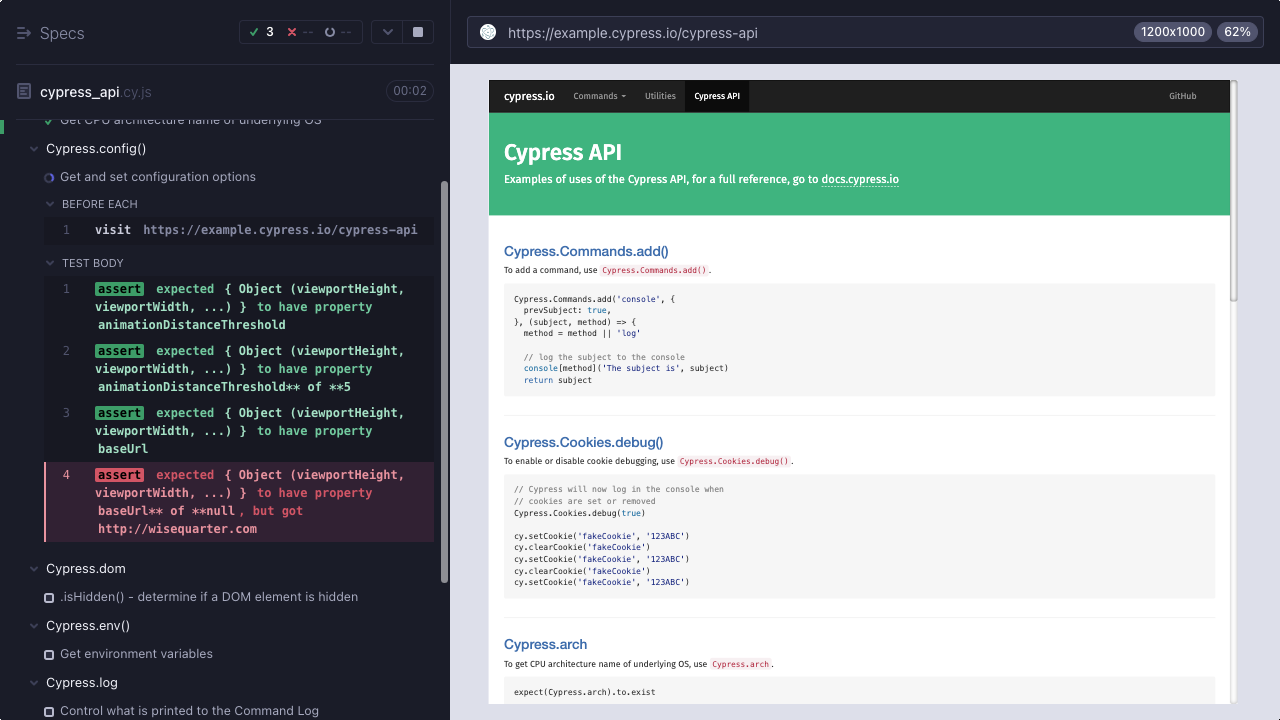 Specs
3 -- --
cypress_api.cy.js
00:02
Get CPU architecture name of underlying OS
Cypress.config()
Get and set configuration options
BEFORE EACH
1 visit https://example.cypress.io/cypress-api
TEST BODY
1 assert expected { Object (viewportHeight,
viewportWidth, ...) } to have property
animationDistanceThreshold
2 assert expected { Object (viewportHeight,
viewportWidth, ...) } to have property
animationDistanceThreshold** of **5
3 assert expected { Object (viewportHeight,
viewportWidth, ...) } to have property
baseUrl
4 assert expected { Object (viewportHeight,
viewportWidth, ...) } to have property
baseUrl** of **null, but got
http://wisequarter.com
Cypress.dom
.isHidden() - determine if a DOM element is hidden
Cypress.env()
Get environment variables
Cypress.log
Control what is printed to the Command Log
https://example.cypress.io/cypress-api
1200x1000 62%
cypress.io Commands Utilities Cypress API GitHub
Cypress API
Examples of uses of the Cypress API, for a full reference, go to docs.cypress.io
Cypress.Commands.add()
To add a command, use Cypress.Commands.add().
Cypress.Commands.add('console', {
prevSubject: true,
}, (subject, method) => {
method = method || 'log'
// log the subject to the console
console[method]('The subject is', subject)
return subject
Cypress.Cookies.debug()
To enable or disable cookie debugging, use Cypress.Cookies.debug().
// Cypress will now log in the console when
// cookies are set or removed
Cypress.Cookies.debug(true)
cy.setCookie('fakeCookie', '123ABC')
cy.clearCookie('fakeCookie')
cy.setCookie('fakeCookie', '123ABC')
cy.clearCookie('fakeCookie')
cy.setCookie('fakeCookie', '123ABC')
Cypress.arch
To get CPU architecture name of underlying OS, use Cypress.arch.
expect(Cypress.arch).to.exist